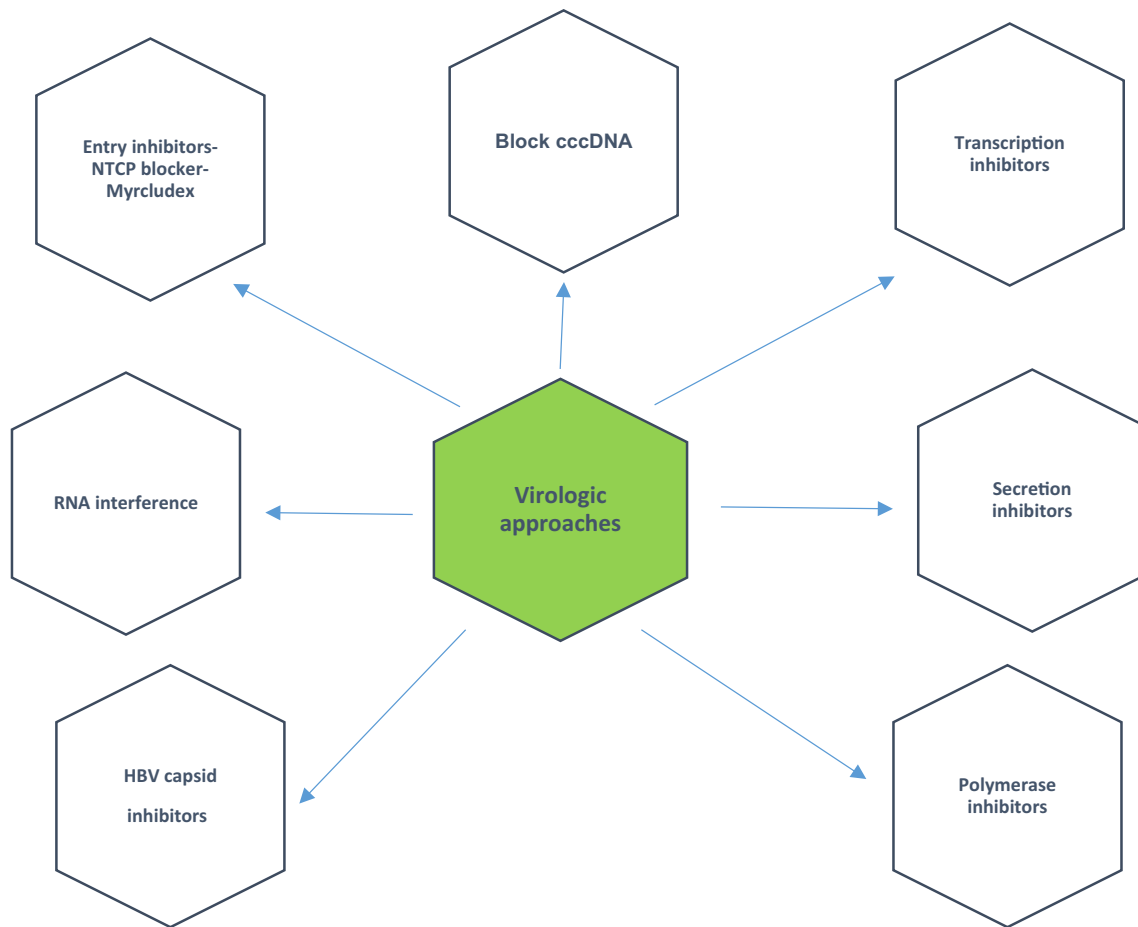 Entry inhibitors-
NTCP blocker-
Myrcludex
Block cccDNA
Transcription
inhibitors
RNA interference
Virologic
approaches
Secretion
inhibitors
HBV capsid
inhibitors
Polymerase
inhibitors